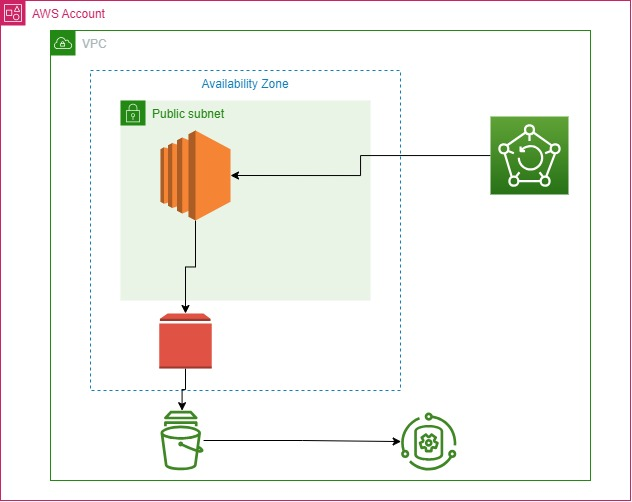 AWS Account
VPC
Availability Zone
Public subnet